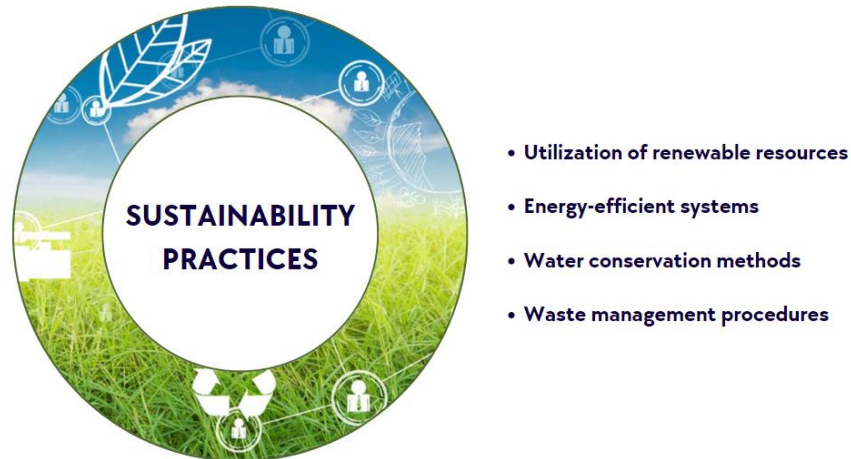 SUSTAINABILITY
PRACTICES
• Utilization of renewable resources
• Energy-efficient systems
• Water conservation methods
• Waste management procedures